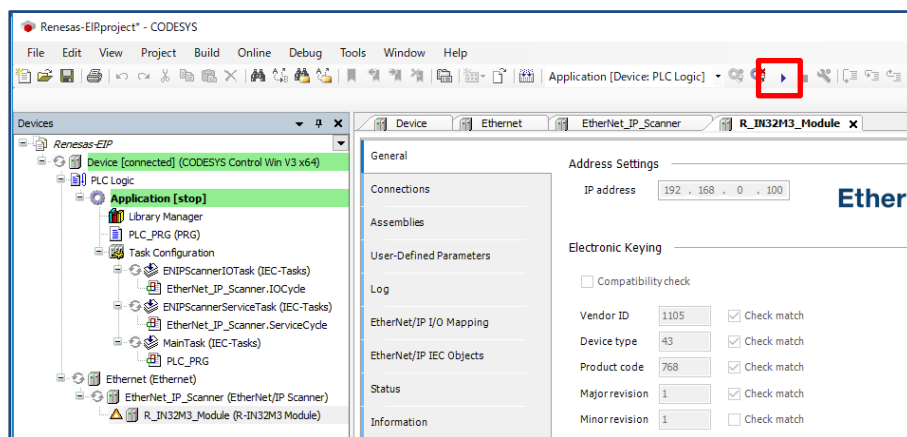 Renesas-EIP.project* - CODESYS
File Edit View Project Build Online Debug Tools Window Help
Application [Device: PLC Logic]
Devices
Device
Ethernet
EtherNet_IP_Scanner
R_IN32M3_Module
Renesas-EIP
Device [connected] (CODESYS Control Win V3 x64)
PLC Logic
Application [stop]
Library Manager
PLC_PRG (PRG)
Task Configuration
ENIPScannerIOTask (IEC-Tasks)
EtherNet_IP_Scanner.IOCycle
ENIPScannerServiceTask (IEC-Tasks)
EtherNet_IP_Scanner.ServiceCycle
MainTask (IEC-Tasks)
PLC_PRG
Ethernet (Ethernet)
EtherNet_IP_Scanner (EtherNet/IP Scanner)
R_IN32M3_Module (R-IN32M3 Module)
General
Connections
Assemblies
User-Defined Parameters
Log
EtherNet/IP I/O Mapping
EtherNet/IP IEC Objects
Status
Information
Address Settings
IP address 192 . 168 . 0 . 100
Ether
Electronic Keying
Compatibility check
Vendor ID 1105 Check match
Device type 43 Check match
Product code 768 Check match
Major revision 1 Check match
Minor revision 1 Check match